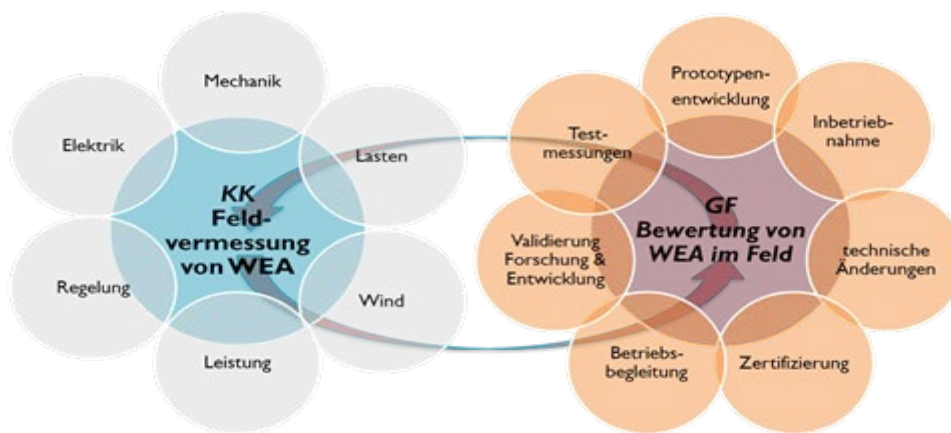 Mechanik
Elektrik
Lasten
KK
Feld-
vermessung
von WEA
Regelung
Wind
Leistung
Prototypen-
entwicklung
Test-
messungen
Inbetrieb-
nahme
GF
Bewertung von
WEA im Feld
Validierung
Forschung &
Entwicklung
technische
Änderungen
Betriebs-
begleitung
Zertifizierung